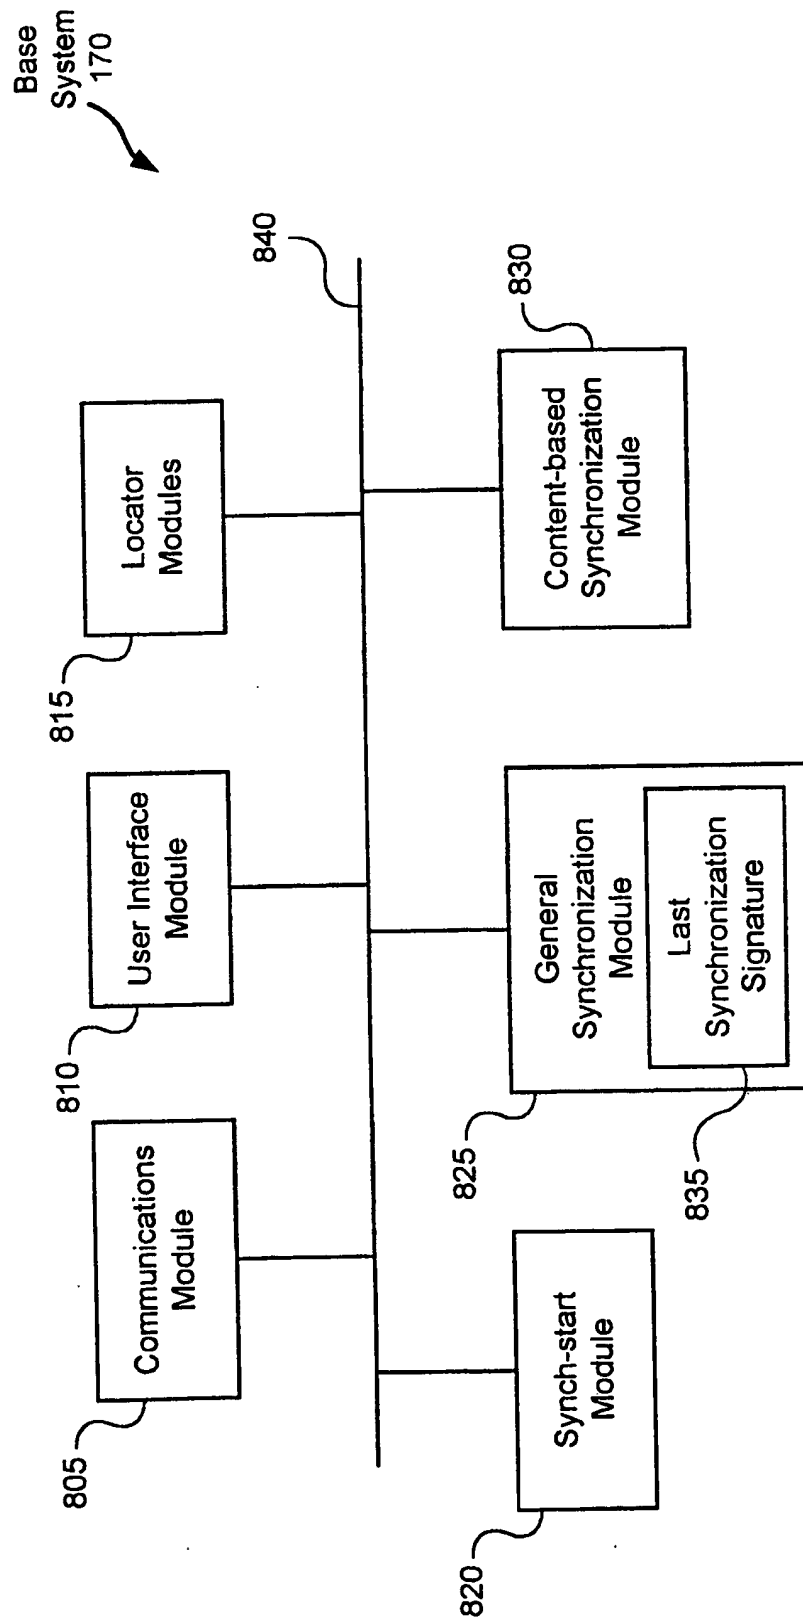 Base
System
170
Communications
Module
805
User Interface
Module
810
Locator
Modules
815
840
Synch-start
Module
820
General
Synchronization
Module
825
Last
Synchronization
Signature
835
Content-based
Synchronization
Module
830